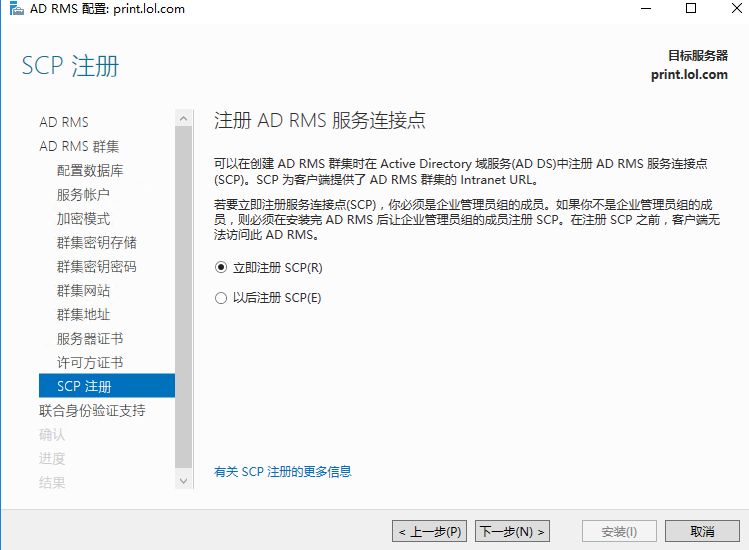 AD RMS 配置: print.lol.com
SCP 注册
目标服务器
print.lol.com
AD RMS
AD RMS 群集
配置数据库
服务帐户
加密模式
群集密钥存储
群集密钥密码
群集网站
群集地址
服务器证书
许可方证书
SCP 注册
联合身份验证支持
确认
进度
结果
注册 AD RMS 服务连接点
可以在创建 AD RMS 群集时在 Active Directory 域服务(AD DS)中注册 AD RMS 服务连接点
(SCP)。SCP 为客户端提供了 AD RMS 群集的 Intranet URL。
若要立即注册服务连接点(SCP)，你必须是企业管理员组的成员。如果你不是企业管理员组的成
员，则必须在安装完 AD RMS 后让企业管理员组的成员注册 SCP。在注册 SCP 之前，客户端无
法访问此 AD RMS。
立即注册 SCP(R)
以后注册 SCP(E)
有关 SCP 注册的更多信息
< 上一步(P)
下一步(N) >
安装(I)
取消